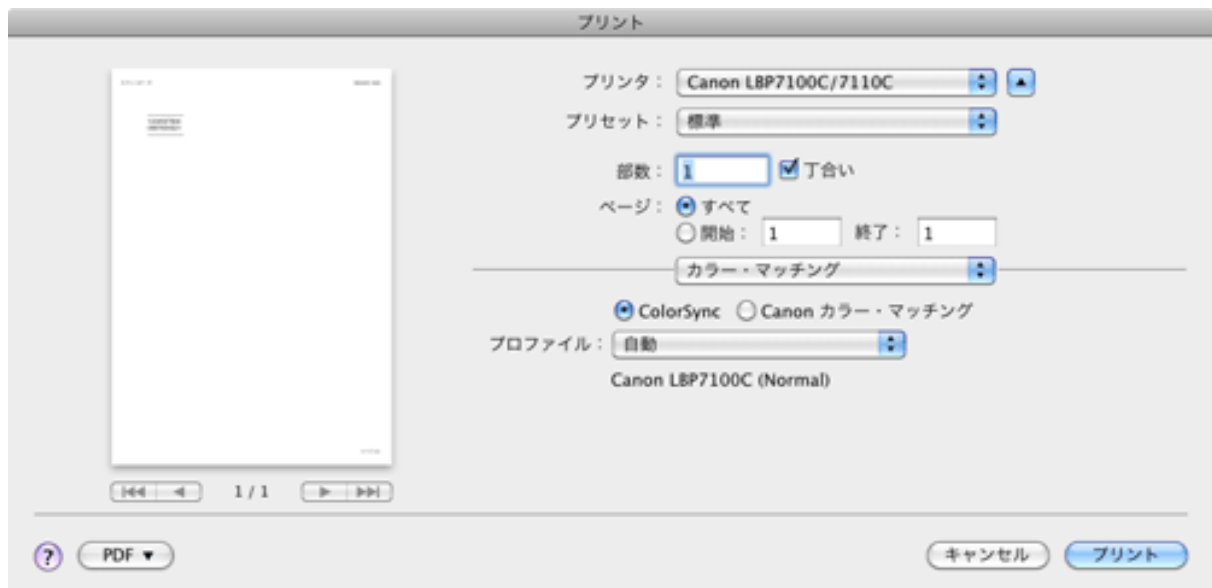 プリント
プリンタ： Canon LBP7100C/7110C
プリセット： 標準
部数： 1 丁合い
ページ： すべて
開始： 1 終了： 1
カラー・マッチング
ColorSync Canon カラー・マッチング
プロファイル： 自動
Canon LBP7100C (Normal)
1 / 1
? PDF ▼ キャンセル プリント